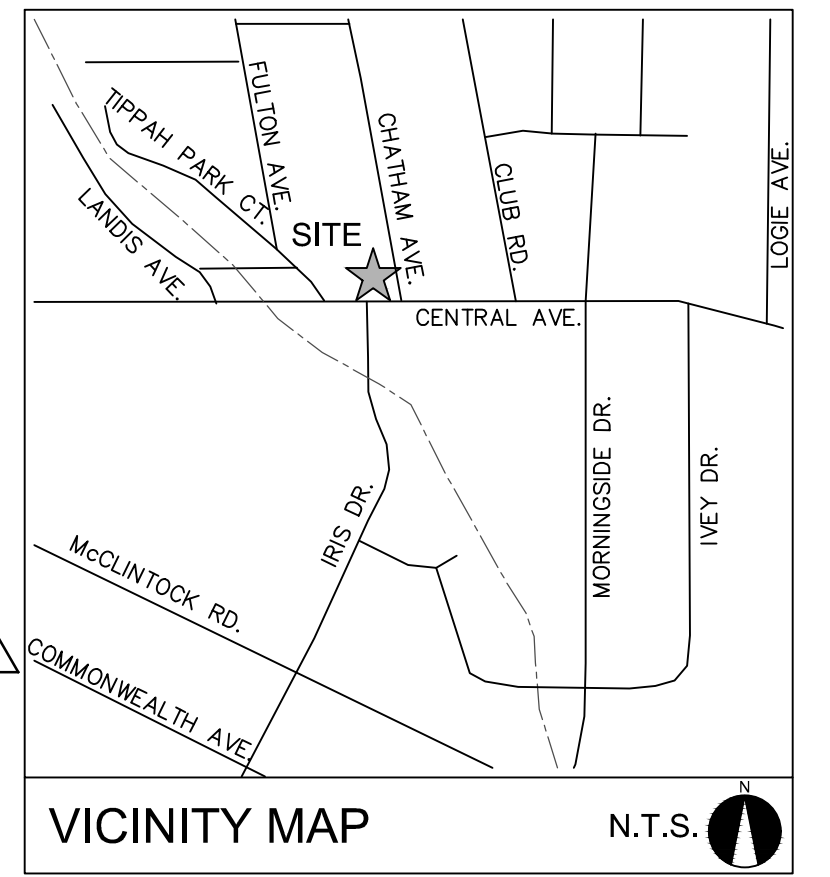 TIPPAH PARK CT.
FULTON AVE.
CHATHAM AVE.
CLUB RD.
LOGIE AVE.
LANDIS AVE.
SITE
CENTRAL AVE.
MORNINGSIDE DR.
IVEY DR.
IRIS DR.
McCLINTOCK RD.
COMMONWEALTH AVE.
VICINITY MAP
N.T.S.
N